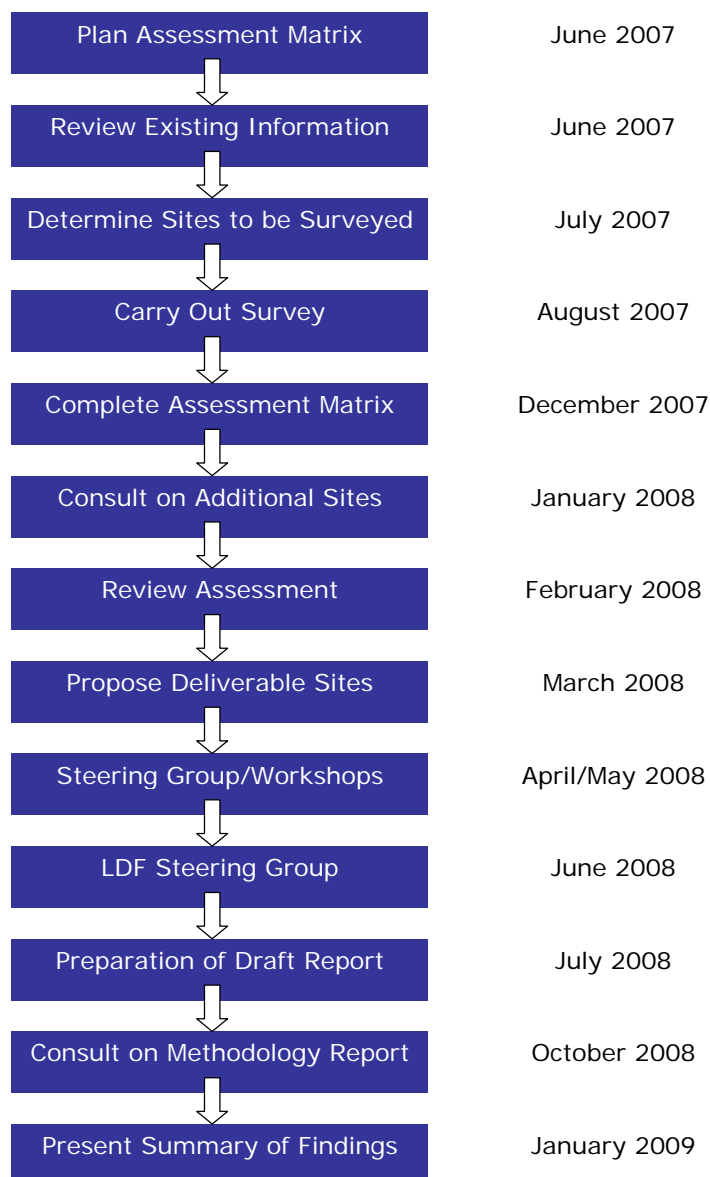 Plan Assessment Matrix June 2007
Review Existing Information June 2007
Determine Sites to be Surveyed July 2007
Carry Out Survey August 2007
Complete Assessment Matrix December 2007
Consult on Additional Sites January 2008
Review Assessment February 2008
Propose Deliverable Sites March 2008
Steering Group/Workshops April/May 2008
LDF Steering Group June 2008
Preparation of Draft Report July 2008
Consult on Methodology Report October 2008
Present Summary of Findings January 2009